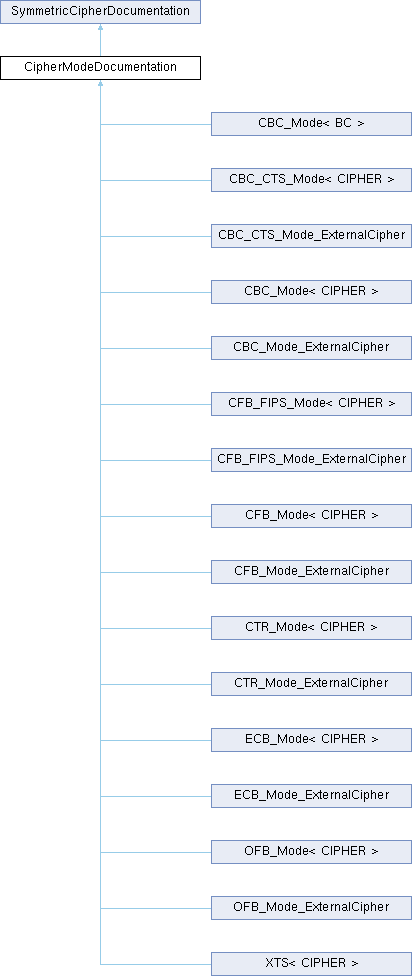 SymmetricCipherDocumentation
CipherModeDocumentation
CBC_Mode< BC >
CBC_CTS_Mode< CIPHER >
CBC_CTS_Mode_ExternalCipher
CBC_Mode< CIPHER >
CBC_Mode_ExternalCipher
CFB_FIPS_Mode< CIPHER >
CFB_FIPS_Mode_ExternalCipher
CFB_Mode< CIPHER >
CFB_Mode_ExternalCipher
CTR_Mode< CIPHER >
CTR_Mode_ExternalCipher
ECB_Mode< CIPHER >
ECB_Mode_ExternalCipher
OFB_Mode< CIPHER >
OFB_Mode_ExternalCipher
XTS< CIPHER >